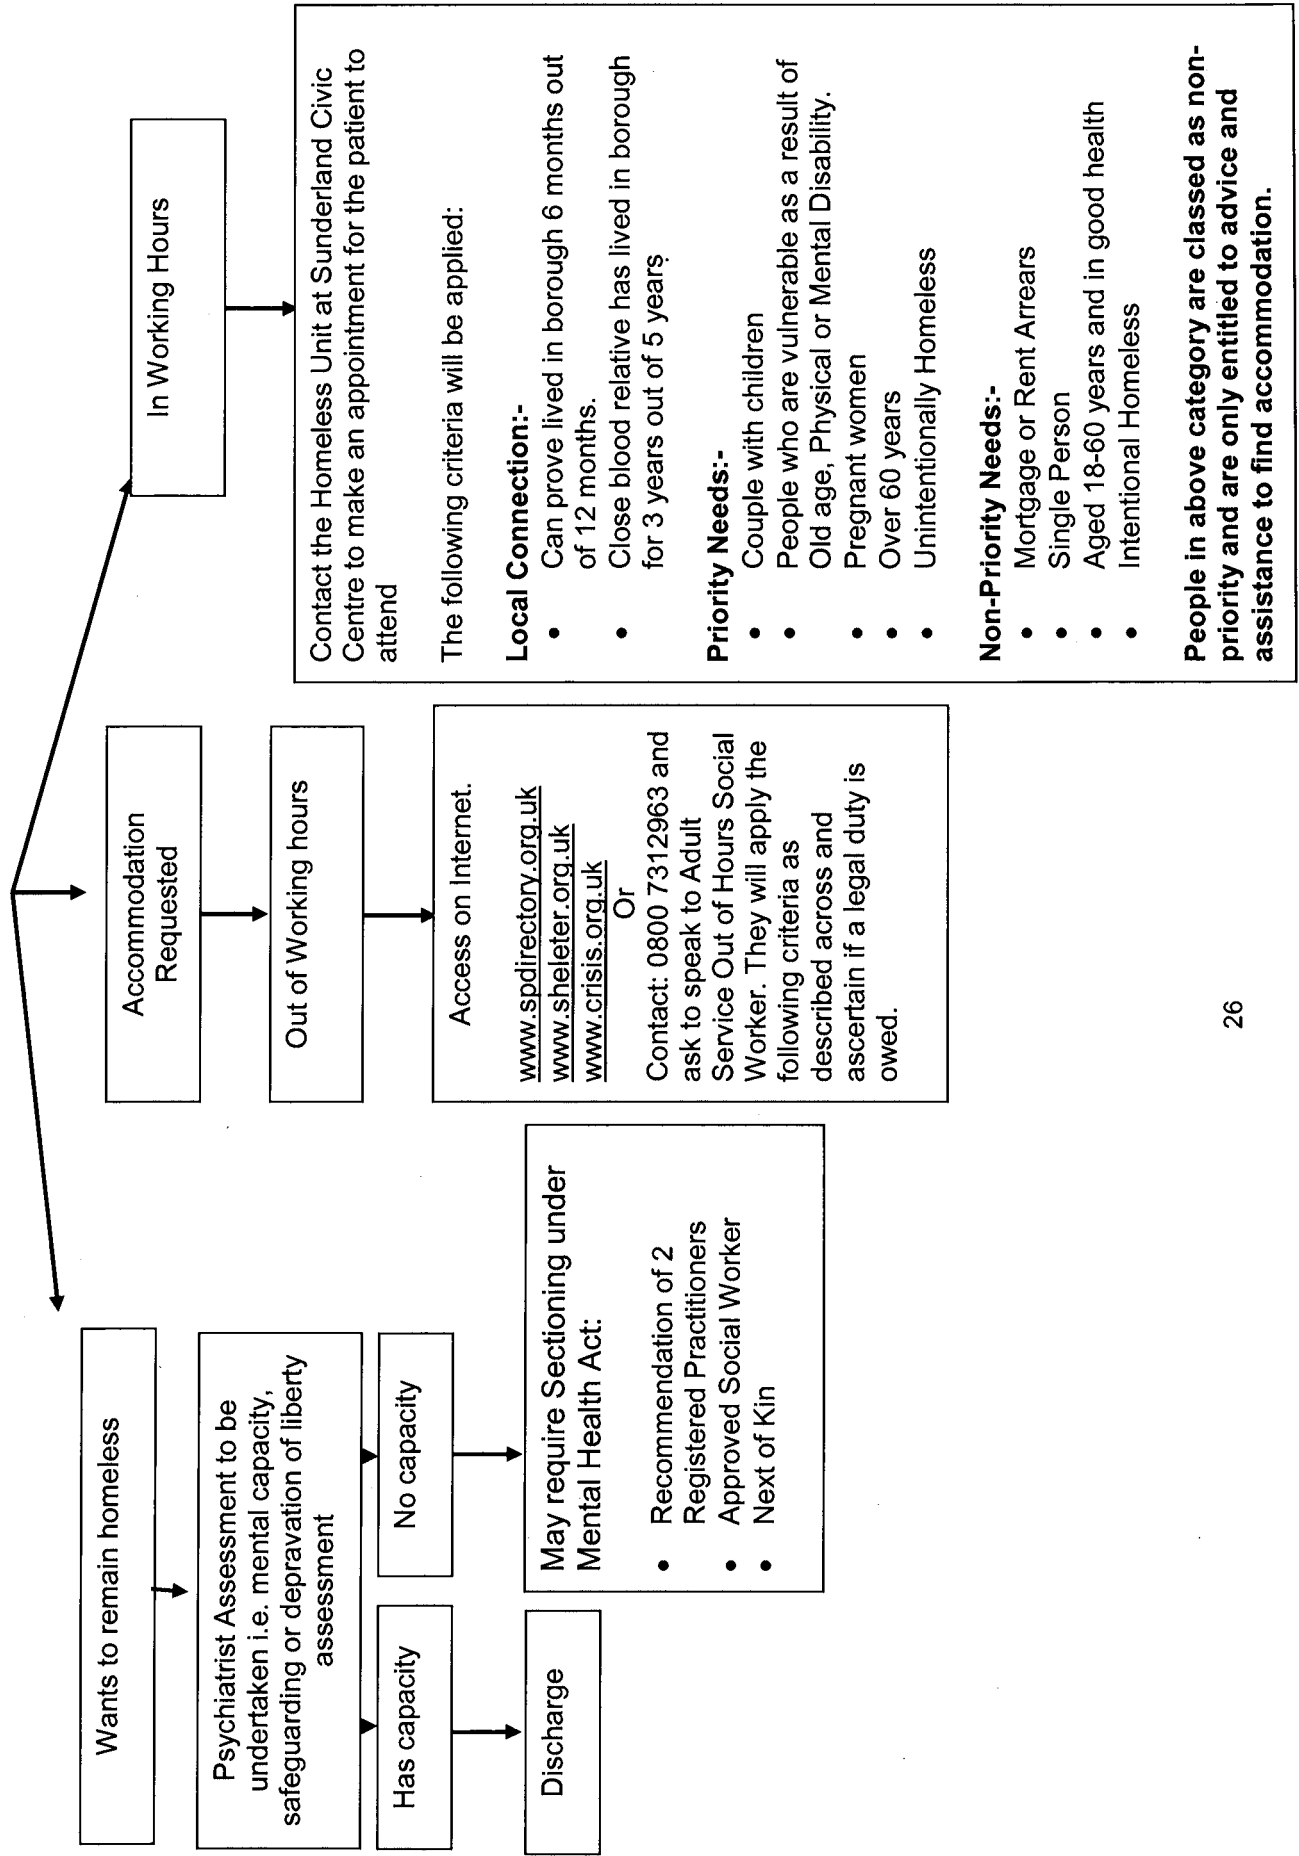 Wants to remain homeless
Psychiatrist Assessment to be
undertaken i.e. mental capacity,
safeguarding or depravation of liberty
assessment
Has capacity
No capacity
Discharge
May require Sectioning under
Mental Health Act:
• Recommendation of 2
Registered Practitioners
• Approved Social Worker
• Next of Kin
Accommodation
Requested
Out of Working hours
Access on Internet.
www.spdirectory.org.uk
www.sheleter.org.uk
www.crisis.org.uk
Or
Contact: 0800 7312963 and
ask to speak to Adult
Service Out of Hours Social
Worker. They will apply the
following criteria as
described across and
ascertain if a legal duty is
owed.
In Working Hours
Contact the Homeless Unit at Sunderland Civic
Centre to make an appointment for the patient to
attend
The following criteria will be applied:
Local Connection:-
• Can prove lived in borough 6 months out
of 12 months.
• Close blood relative has lived in borough
for 3 years out of 5 years
Priority Needs:-
• Couple with children
• People who are vulnerable as a result of
Old age, Physical or Mental Disability.
• Pregnant women
• Over 60 years
• Unintentionally Homeless
Non-Priority Needs:-
• Mortgage or Rent Arrears
• Single Person
• Aged 18-60 years and in good health
• Intentional Homeless
People in above category are classed as non-
priority and are only entitled to advice and
assistance to find accommodation.
26